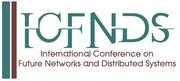 ICFNDS
International Conference on
Future Networks and Distributed Systems